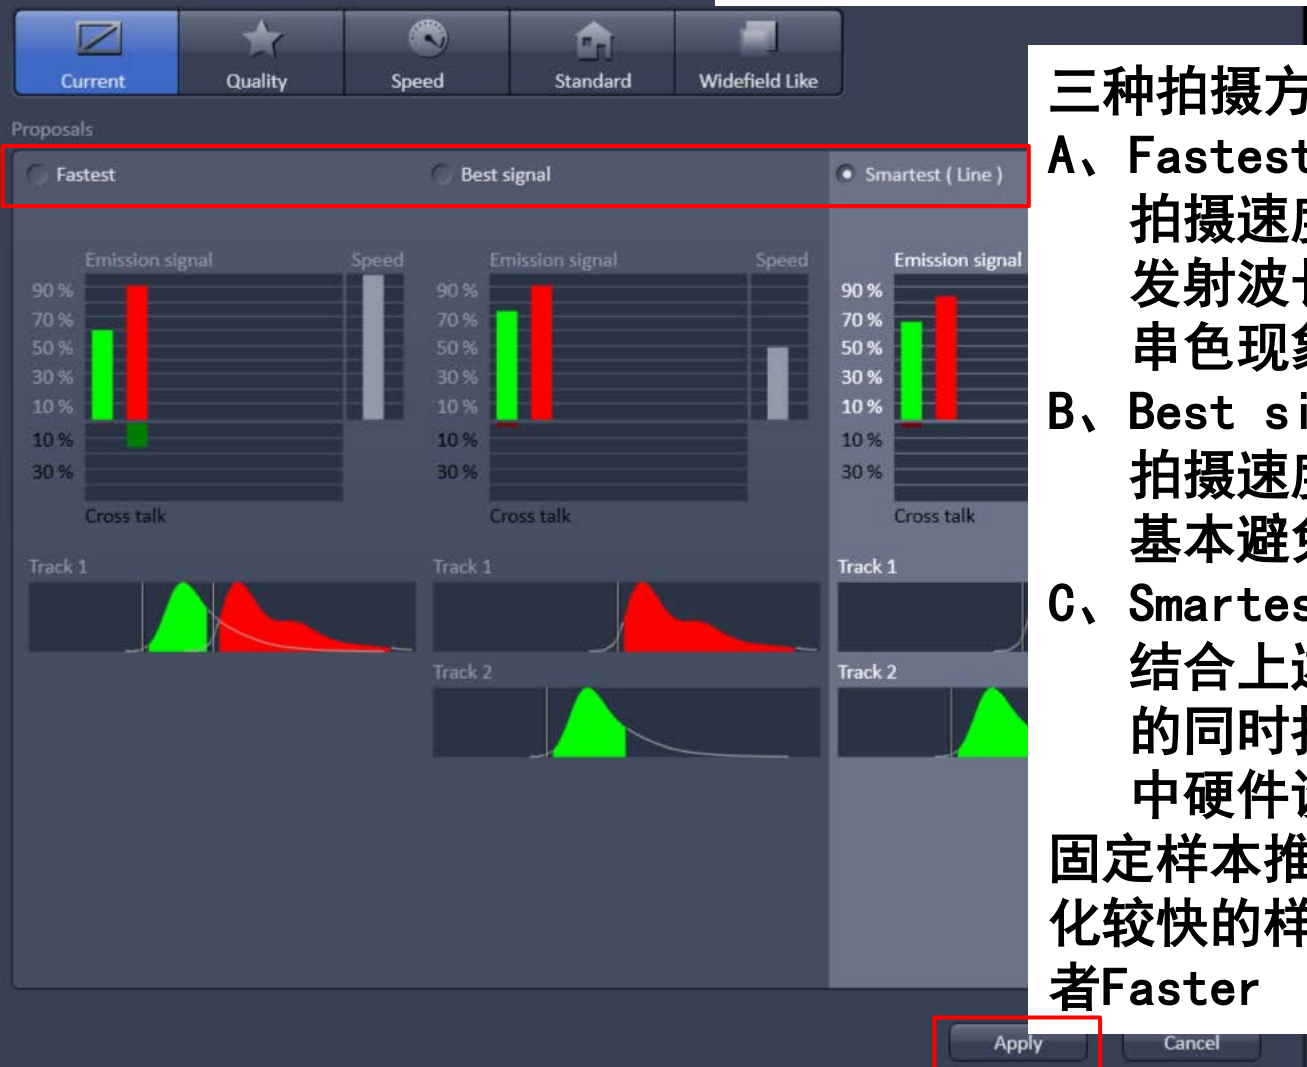 Current
Quality
Speed
Standard
Widefield Like
Proposals
Fastest
Best signal
Smartest ( Line )
Emission signal
Speed
90 %
70 %
50 %
30 %
10 %
10 %
30 %
Cross talk
Track 1
Emission signal
Speed
90 %
70 %
50 %
30 %
10 %
10 %
30 %
Cross talk
Track 1
Track 2
Emission signal
90 %
70 %
50 %
30 %
10 %
10 %
30 %
Cross talk
Track 1
Track 2
三种拍摄方
A、Fastest
拍摄速度
发射波长
串色现象
B、Best si
拍摄速度
基本避免
C、Smartes
结合上述
的同时拍
中硬件设
固定样本推
化较快的样
者Faster
Apply
Cancel